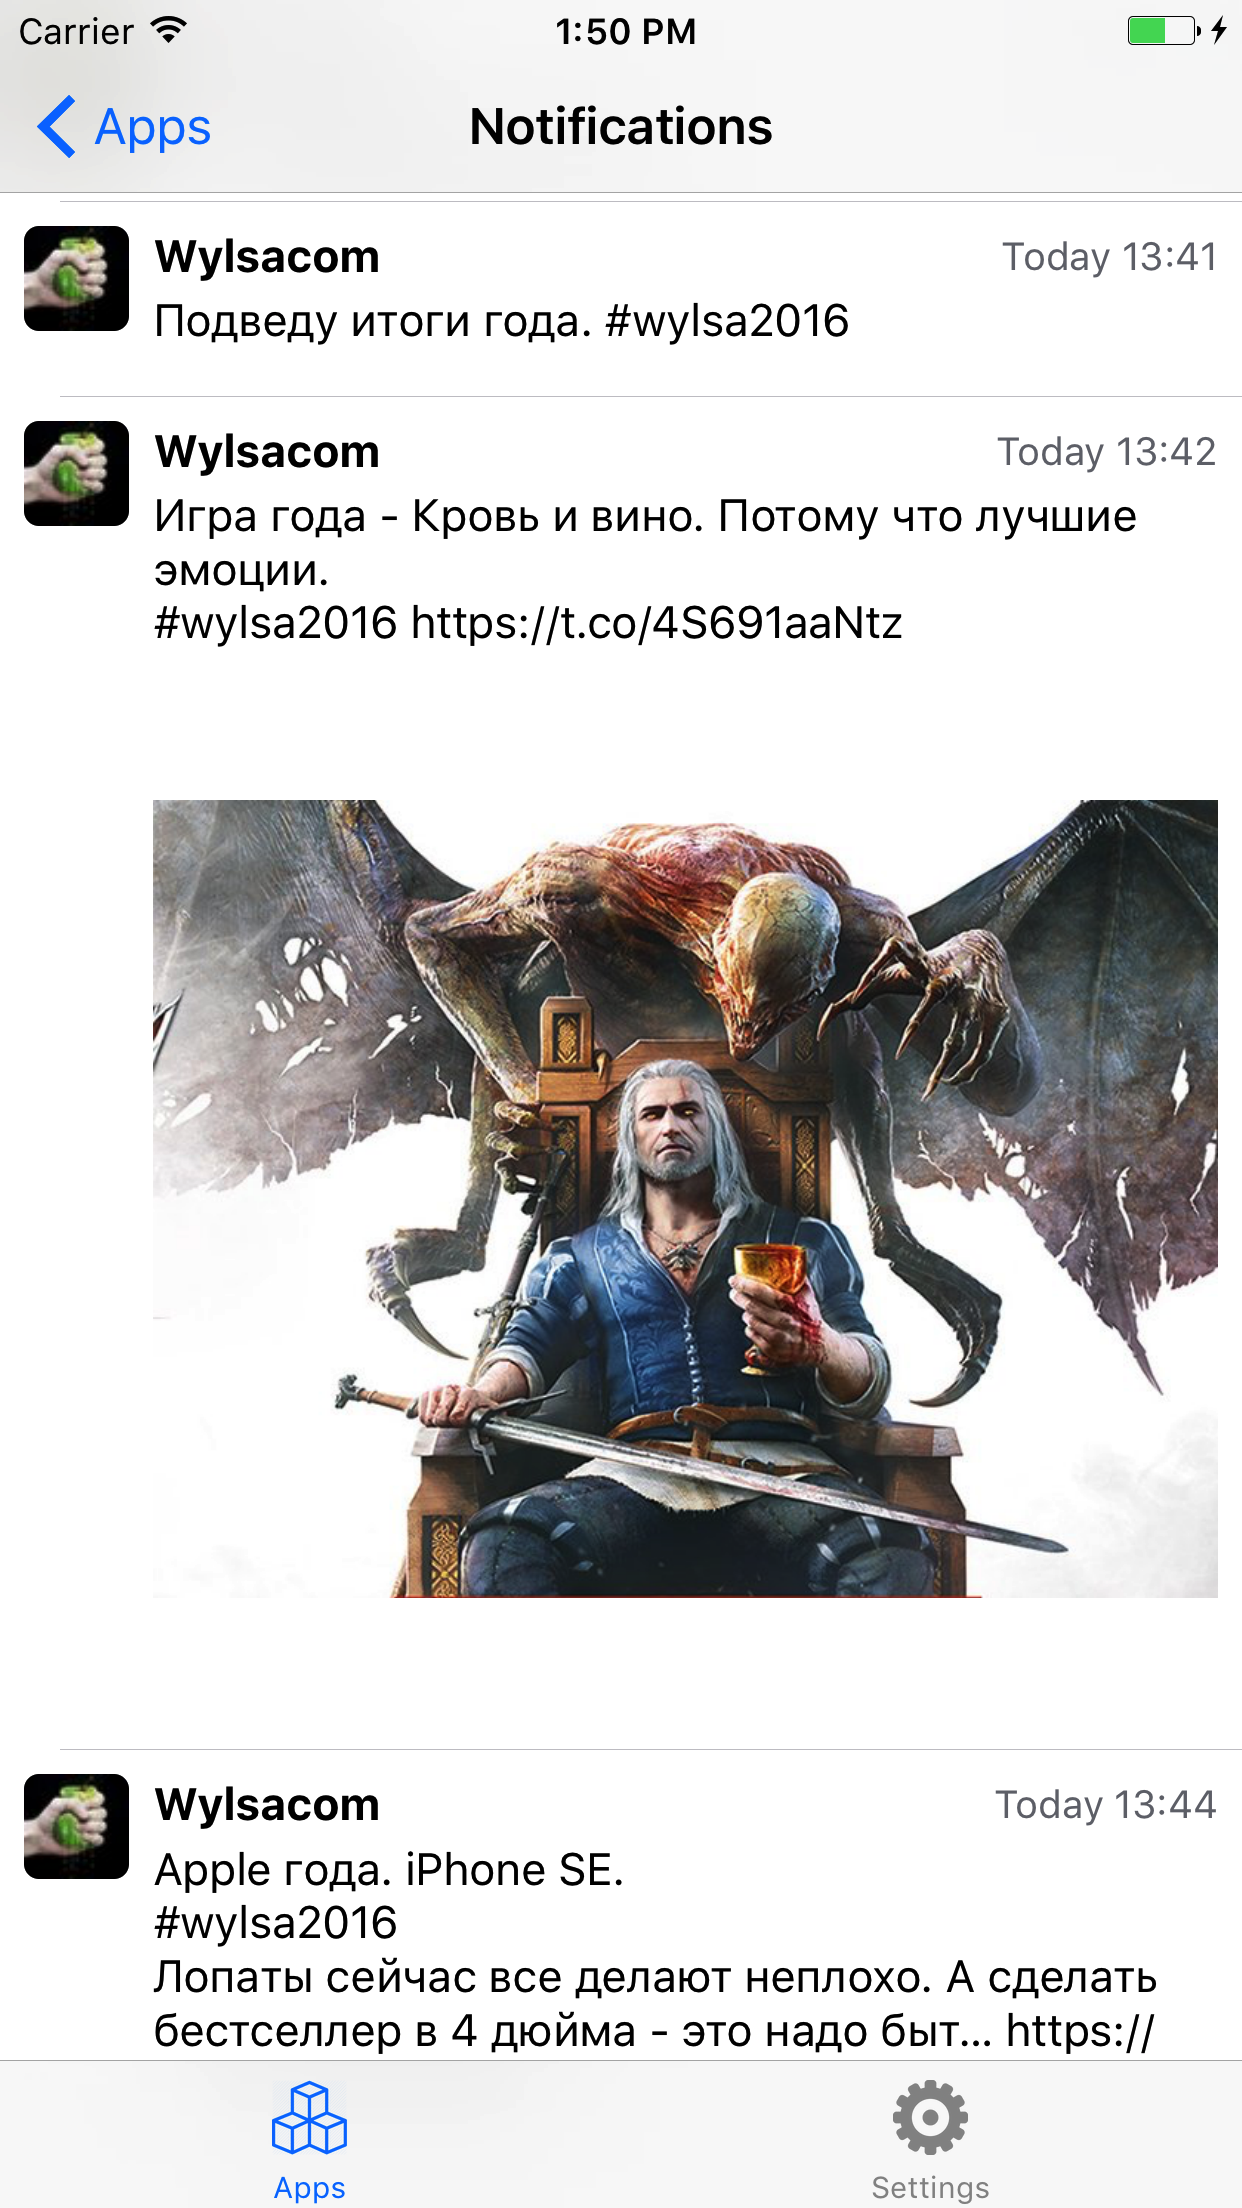 Carrier 1:50 PM
Apps Notifications
Wylsacom Today 13:41
Подведу итоги года. #wylsa2016
Wylsacom Today 13:42
Игра года - Кровь и вино. Потому что лучшие
эмоции.
#wylsa2016 https://t.co/4S691aaNtz
Wylsacom Today 13:44
Apple года. iPhone SE.
#wylsa2016
Лопаты сейчас все делают неплохо. А сделать
бестселлер в 4 дюйма - это надо быт... https://
Apps Settings